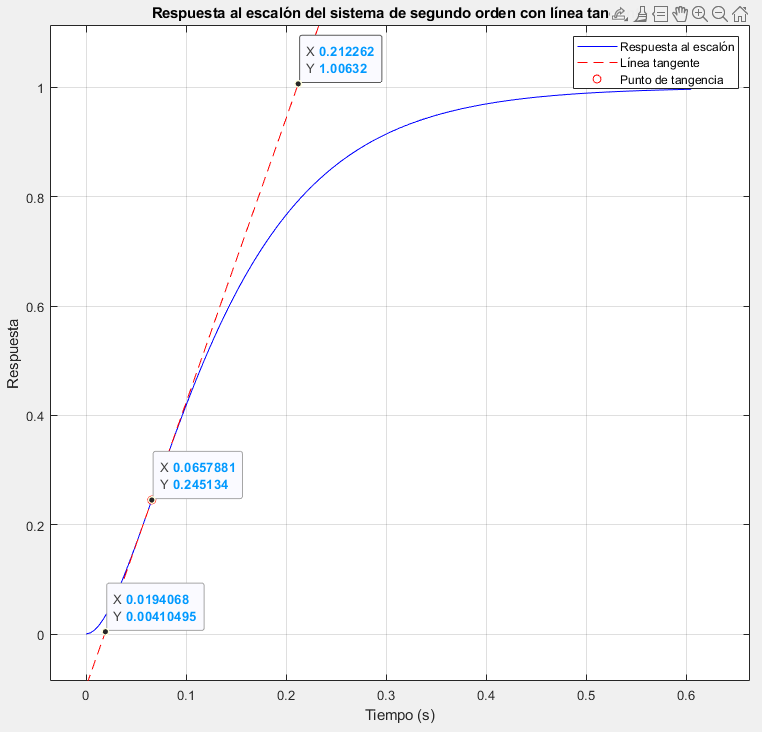 Respuesta al escalón del sistema de segundo orden con línea tan
X 0.212262
Y 1.00632
Respuesta al escalón
Línea tangente
Punto de tangencia
1
0.8
0.6
0.4
0.2
0
Respuesta
X 0.0657881
Y 0.245134
X 0.0194068
Y 0.00410495
0 0.1 0.2 0.3 0.4 0.5 0.6
Tiempo (s)